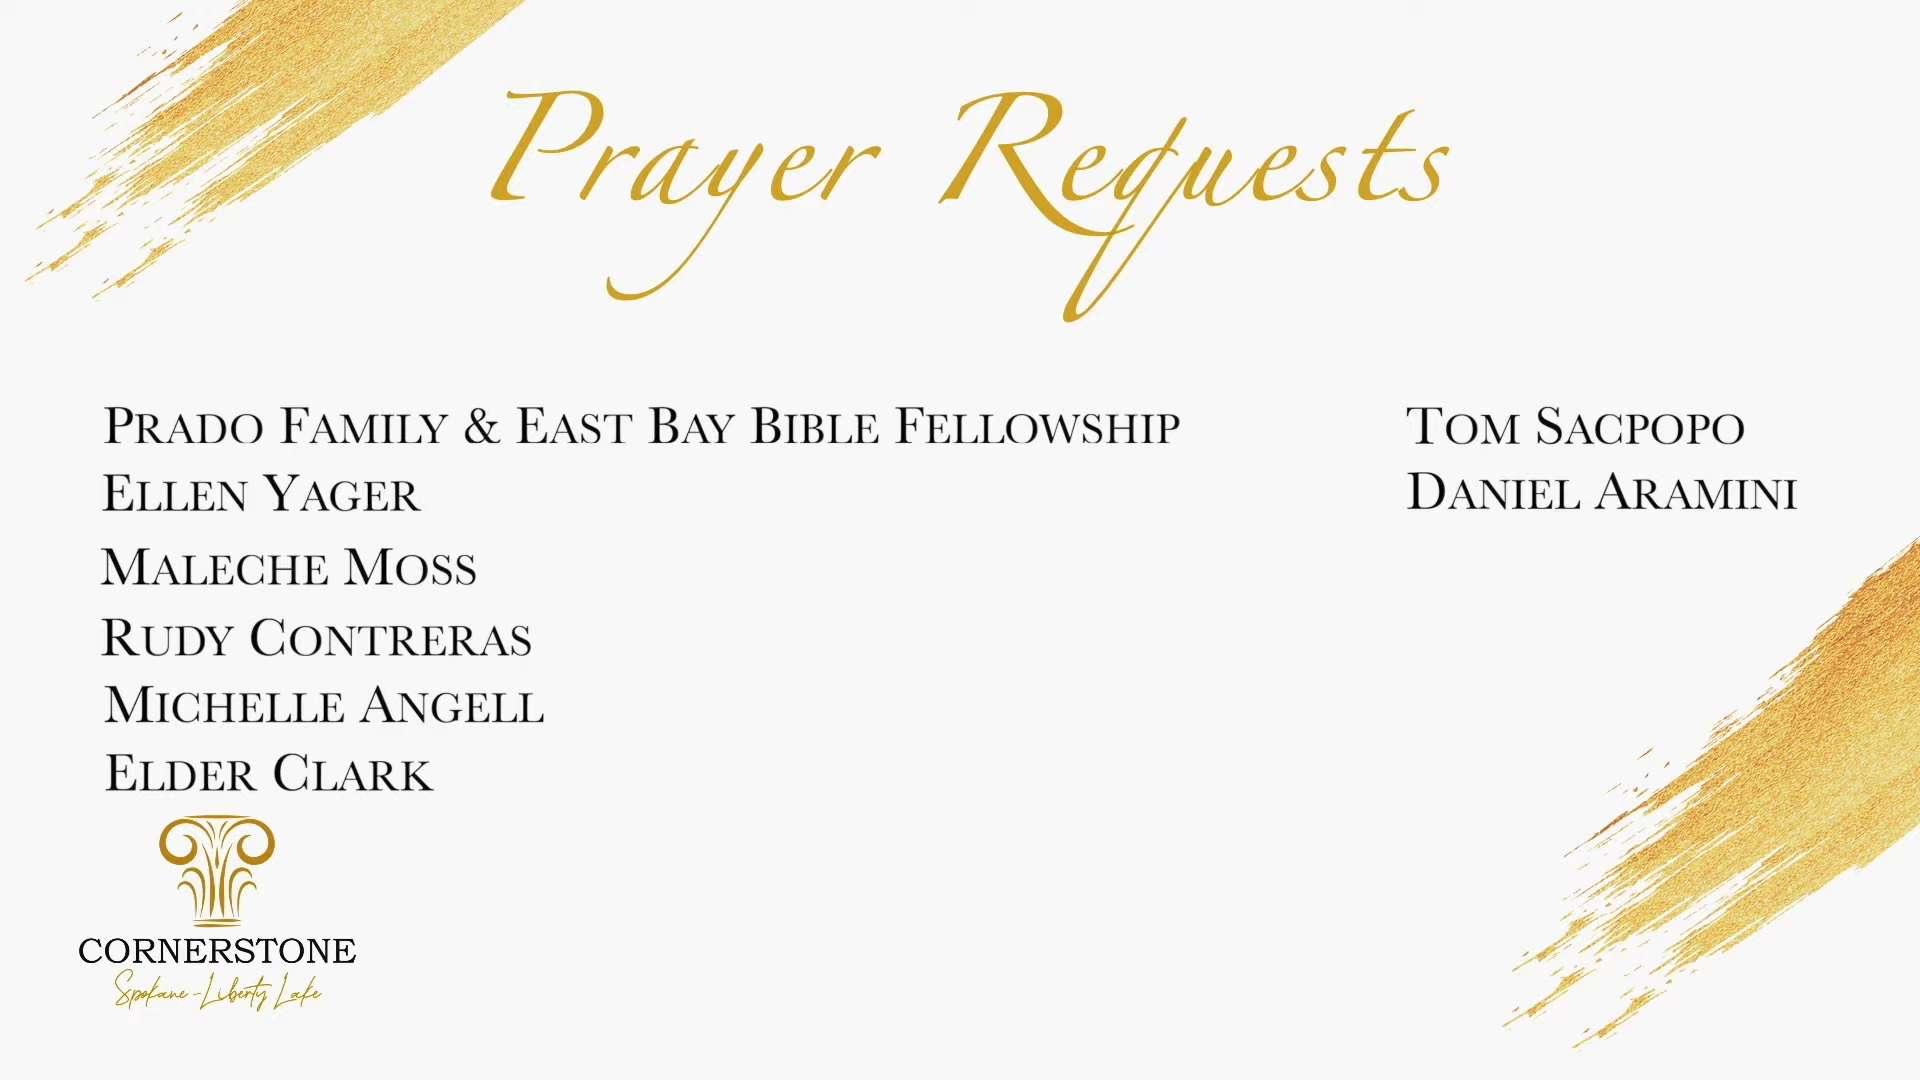 Prayer Requests
Prado Family & East Bay Bible Fellowship
Ellen Yager
Maleche Moss
Rudy Contreras
Michelle Angell
Elder Clark
Tom Sacpopo
Daniel Aramini
CORNERSTONE
Spokane-Liberty Lake